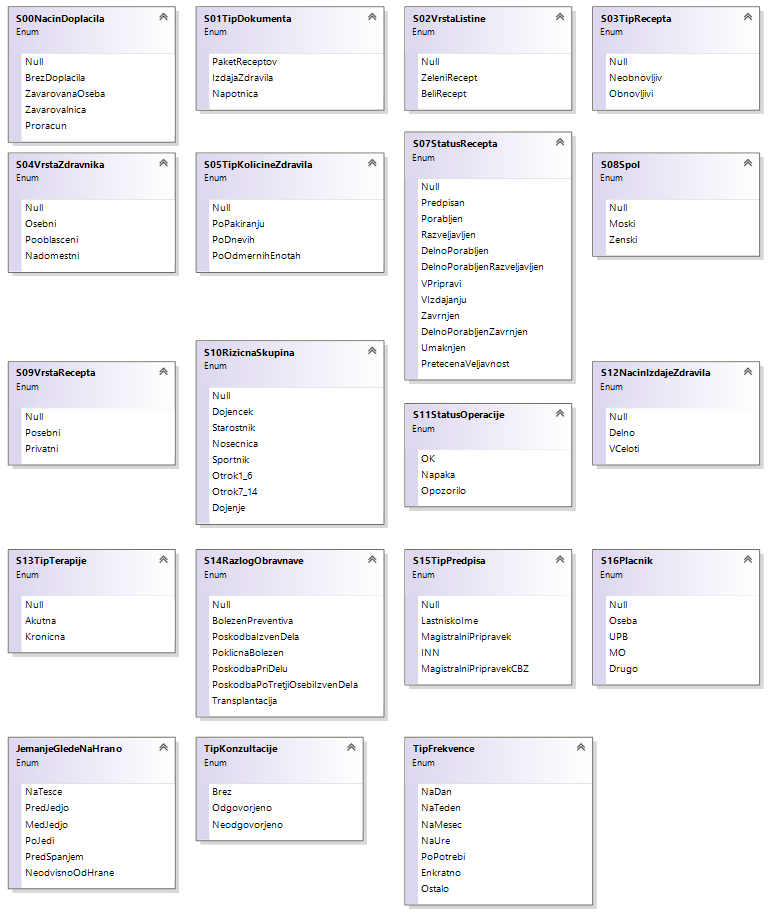 S00NacinDoplacila
Enum
Null
BrezDoplacila
ZavarovanaOseba
Zavarovalnica
Proracun
S01TipDokumenta
Enum
PaketReceptov
IzdajaZdravila
Napotnica
S02VrstaListine
Enum
Null
ZeleniRecept
BeliRecept
S03TipRecepta
Enum
Null
Neobnovljiv
Obnovljivi
S04VrstaZdravnika
Enum
Null
Osebni
Pooblasceni
Nadomestni
S05TipKolicineZdravila
Enum
Null
PoPakiranju
PoDnevih
PoOdmernihEnotah
S07StatusRecepta
Enum
Null
Predpisan
Porabljen
Razveljavljen
DelnoPorabljen
DelnoPorabljenRazveljavljen
VPripravi
VIzdajanju
Zavrnjen
DelnoPorabljenZavrnjen
Umaknjen
PretecenaVeljavnost
S08Spol
Enum
Null
Moski
Zenski
S09VrstaRecepta
Enum
Null
Posebni
Privatni
S10RizicnaSkupina
Enum
Null
Dojencek
Starostnik
Nosecnica
Sportnik
Otrok1_6
Otrok7_14
Dojenje
S11StatusOperacije
Enum
OK
Napaka
Opozorilo
S12NacinIzdajeZdravila
Enum
Null
Delno
VCeloti
S13TipTerapije
Enum
Null
Akutna
Kronicna
S14RazlogObravnave
Enum
Null
BolezenPreventiva
PoskodbaIzvenDela
PoklicnaBolezen
PoskodbaPriDelu
PoskodbaPoTretjiOsebiIzvenDela
Transplantacija
S15TipPredpisa
Enum
Null
LastniskoIme
MagistralniPripravek
INN
MagistralniPripravekCBZ
S16Placnik
Enum
Null
Oseba
UPB
MO
Drugo
JemanjeGledeNaHrano
Enum
NaTesce
PredJedjo
MedJedjo
PoJedi
PredSpanjem
NeodvisnoOdHrane
TipKonzultacije
Enum
Brez
Odgovorjeno
Neodgovorjeno
TipFrekvence
Enum
NaDan
NaTeden
NaMesec
NaUre
PoPotrebi
Enkratno
Ostalo